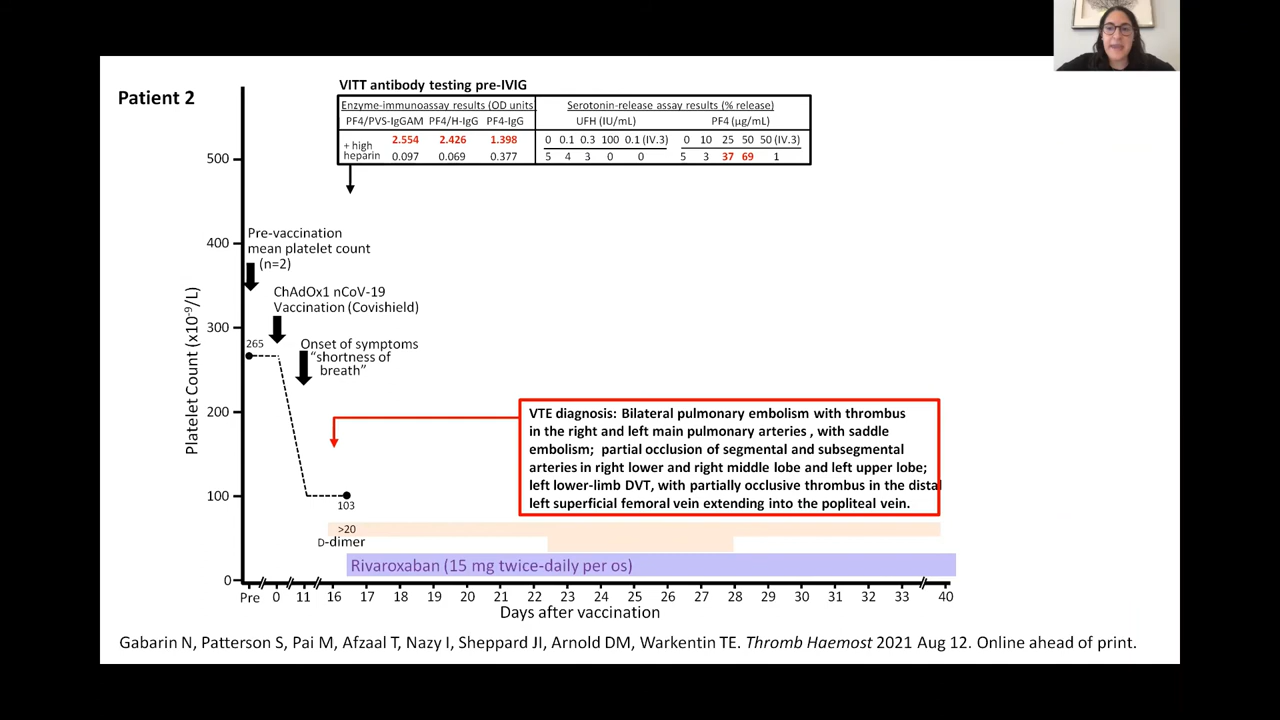 Patient 2
VITT antibody testing pre-IVIG
Enzyme-immunoassay results (OD units)
PF4/PVS-IgGAM PF4/H-IgG PF4-IgG
2.554 2.426 1.398
+ high heparin 0.097 0.069 0.377
Serotonin-release assay results (% release)
UFH (IU/mL) PF4 (µg/mL)
0 0.1 0.3 100 0.1 (IV.3) 0 10 25 50 50 (IV.3)
5 4 3 0 0 5 3 37 69 1
500
400
300
200
100
0
Platelet Count (x10⁻⁹/L)
Pre-vaccination
mean platelet count
(n=2)
ChAdOx1 nCoV-19
Vaccination (Covishield)
265
Onset of symptoms
“shortness of
breath”
VTE diagnosis: Bilateral pulmonary embolism with thrombus
in the right and left main pulmonary arteries , with saddle
embolism; partial occlusion of segmental and subsegmental
arteries in right lower and right middle lobe and left upper lobe;
left lower-limb DVT, with partially occlusive thrombus in the distal
left superficial femoral vein extending into the popliteal vein.
103
>20
D-dimer
Rivaroxaban (15 mg twice-daily per os)
Pre 0 11 16 17 18 19 20 21 22 23 24 25 26 27 28 29 30 31 32 33 40
Days after vaccination
Gabarin N, Patterson S, Pai M, Afzaal T, Nazy I, Sheppard JI, Arnold DM, Warkentin TE. Thromb Haemost 2021 Aug 12. Online ahead of print.